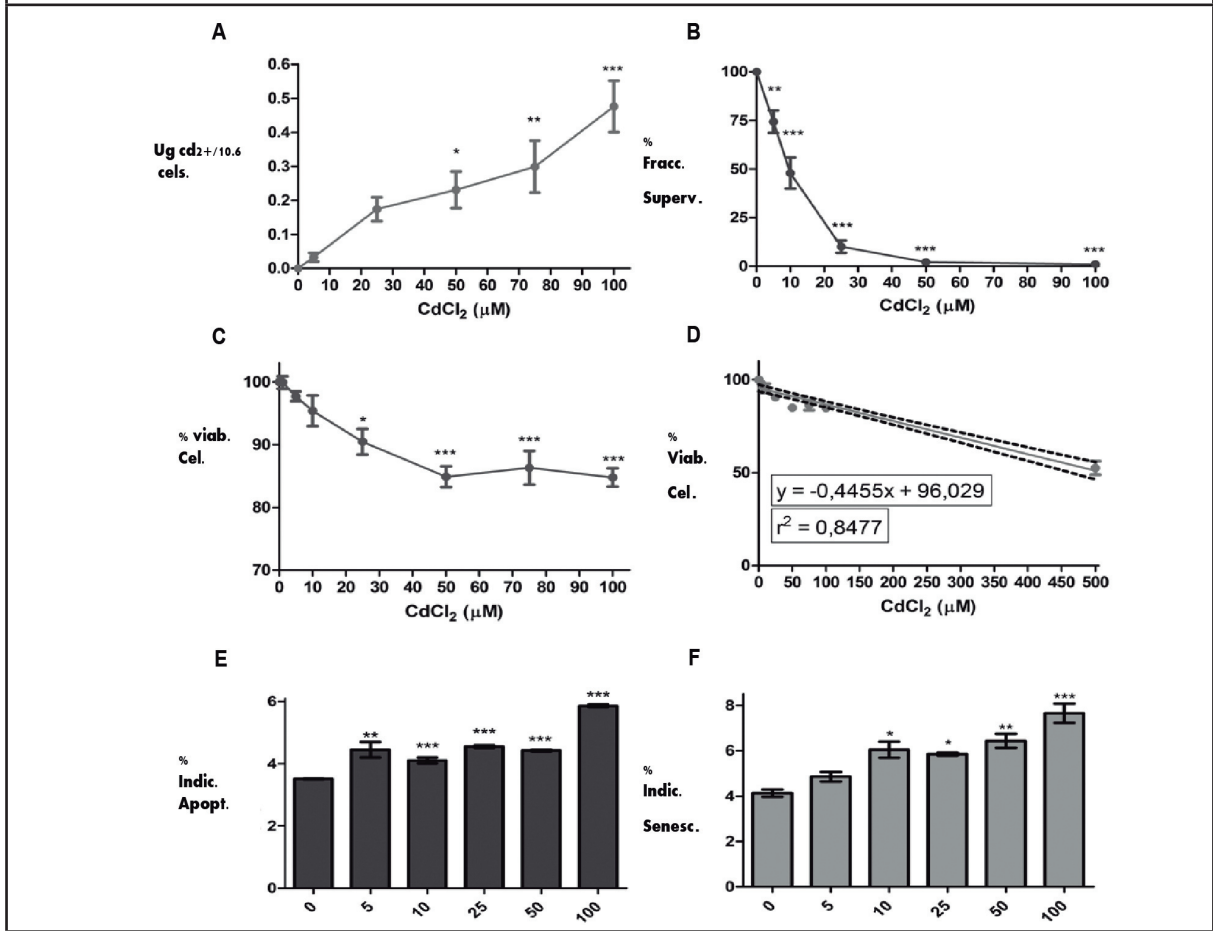 A
0.6
0.5
0.4
0.3
0.2
0.1
0.0
Ug cd2+/10.6
cels.
* ** ***
0 10 20 30 40 50 60 70 80 90 100
CdCl2 (µM)
B
100
75
50
25
0
%
Fracc.
Superv.
** *** *** *** ***
0 10 20 30 40 50 60 70 80 90 100
CdCl2 (µM)
C
100
90
80
70
% viab.
Cel.
* *** *** ***
0 10 20 30 40 50 60 70 80 90 100
CdCl2 (µM)
D
100
50
0
%
Viab.
Cel.
y = -0,4455x + 96,029
r2 = 0,8477
0 50 100 150 200 250 300 350 400 450 500
CdCl2 (µM)
E
6
4
2
0
%
Indic.
Apopt.
** *** *** *** ***
0 5 10 25 50 100
F
8
6
4
2
0
%
Indic.
Senesc.
* * ** ***
0 5 10 25 50 100